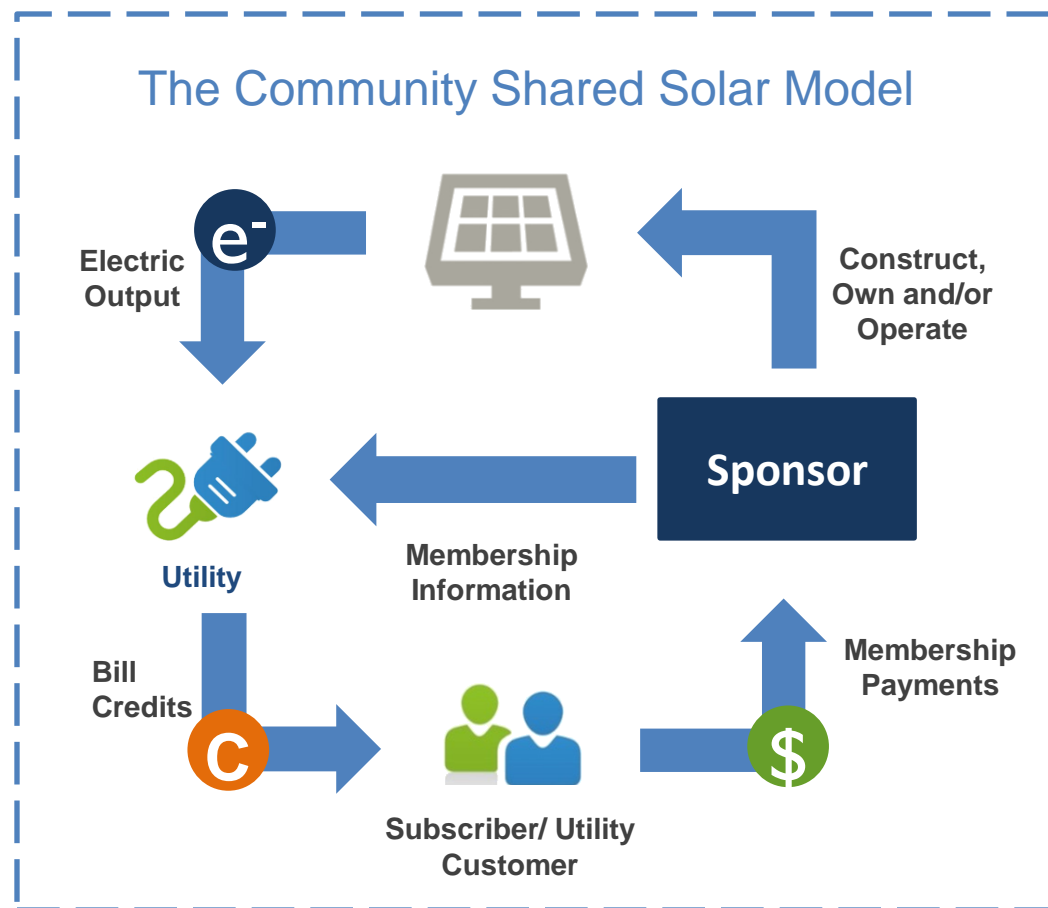 The Community Shared Solar Model
e-
Electric
Output
Construct,
Own and/or
Operate
Sponsor
Membership
Information
Utility
Bill
Credits
C
Membership
Payments
$
Subscriber/ Utility
Customer